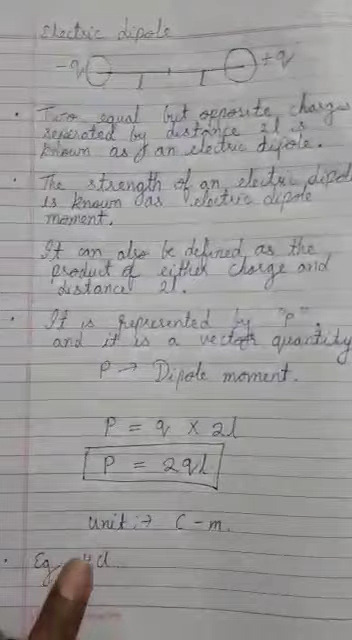 Electric dipole
-q +q
l l
Two equal but opposite charges
seperated by distance 2l is
known as an electric dipole.
The strength of an electric dipole
is known as electric dipole
moment.
It can also be defined as the
product of either charge and
distance 2l.
It is represented by "P",
and it is a vector quantity
P → Dipole moment.
P = q × 2l
P = 2ql
unit :→ C-m.
Eg